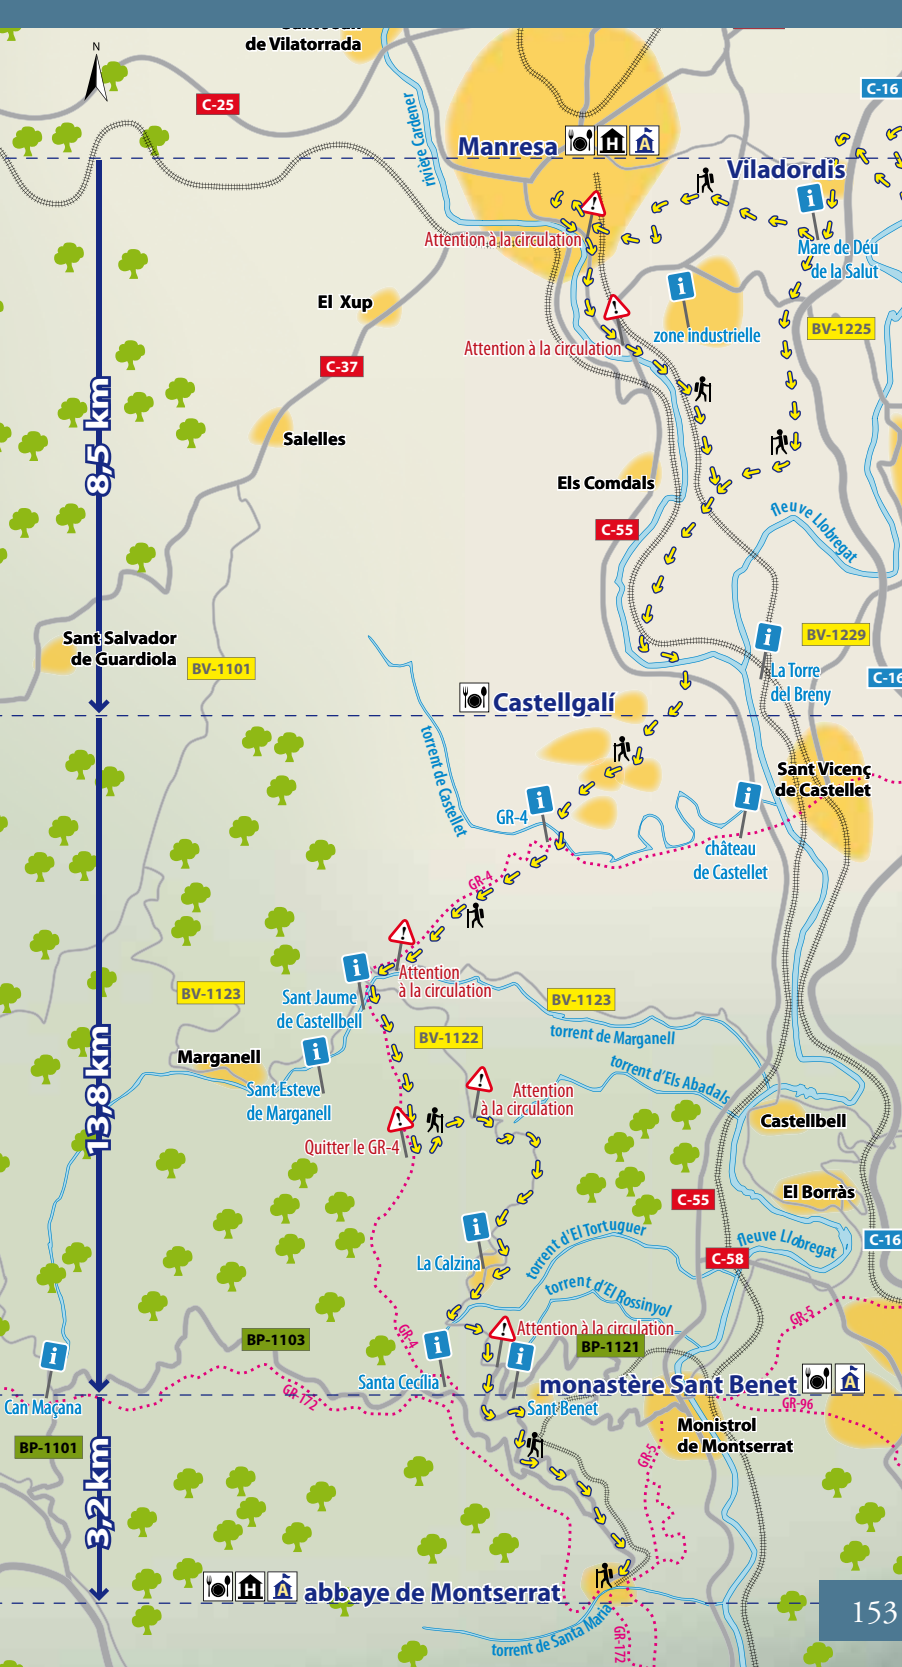 de Vilatorrada
N
C-25
rivière Cardener
C-16
Manresa
H
A
Viladordis
i
Mare de Déu
de la Salut
Attention à la circulation
El Xup
i
zone industrielle
BV-1225
Attention à la circulation
C-37
8,5 km
Salelles
Els Comdals
C-55
fleuve Llobregat
Sant Salvador
de Guardiola
BV-1101
i
BV-1229
La Torre
del Breny
C-16
Castellgalí
torrent de Castellet
Sant Vicenç
de Castellet
i
GR-4
i
château
de Castellet
GR-4
i
Attention
à la circulation
BV-1123
Sant Jaume
de Castellbell
BV-1123
BV-1122
torrent de Marganell
Marganell
i
torrent d'Els Abadals
Sant Esteve
de Marganell
Attention
à la circulation
13,8 km
Castellbell
Quitter le GR-4
El Borràs
C-55
i
torrent d'El Tortuguer
fleuve Llobregat
C-16
La Calzina
C-58
torrent d'El Rossinyol
GR-5
BP-1103
GR-4
i
Attention à la circulation
BP-1121
i
i
Santa Cecília
monastère Sant Benet
A
Can Maçana
GR-172
Sant Benet
GR-96
BP-1101
Monistrol
de Montserrat
GR-5
3,2 km
H
A
abbaye de Montserrat
153
torrent de Santa Maria
GR-172